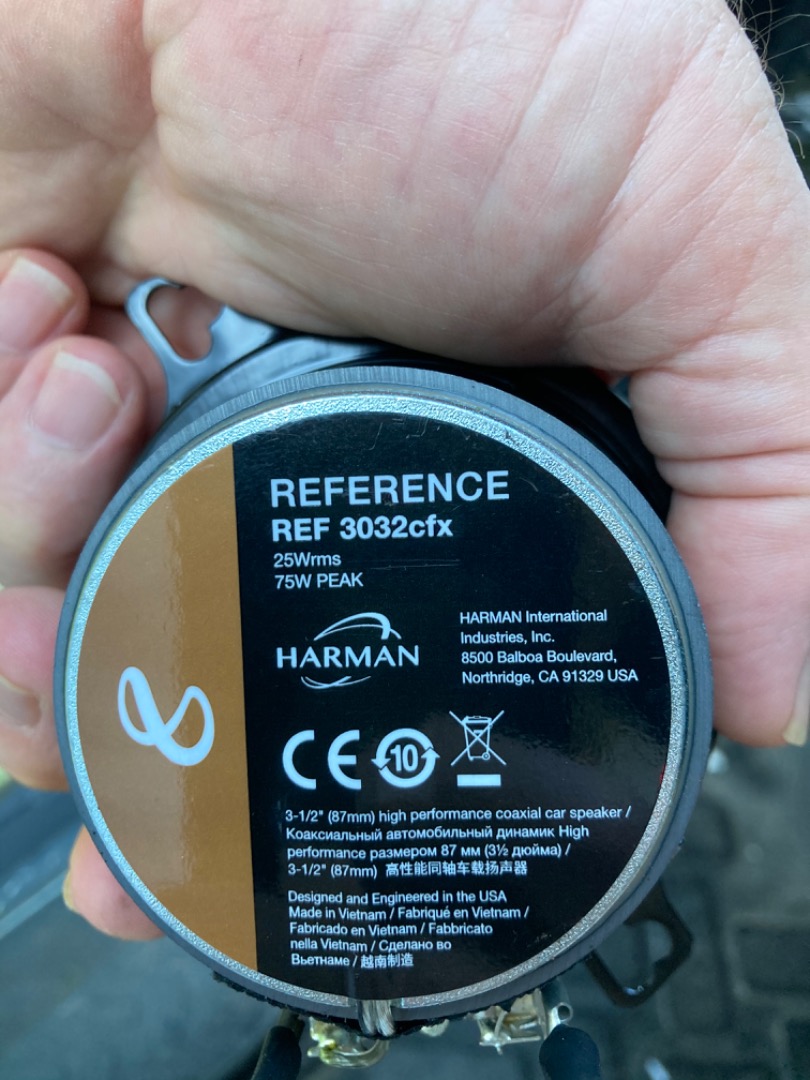 REFERENCE
REF 3032cfx
25Wrms
75W PEAK
HARMAN
HARMAN International
Industries, Inc.
8500 Balboa Boulevard,
Northridge, CA 91329 USA
CE
10
3-1/2" (87mm) high performance coaxial car speaker /
Коаксиальный автомобильный динамик High
performance размером 87 мм (3½ дюйма) /
3-1/2" (87mm) 高性能同轴车载扬声器
Designed and Engineered in the USA
Made in Vietnam / Fabriqué en Vietnam /
Fabricado en Vietnam / Fabbricato
nella Vietnam / Сделано во
Вьетнаме / 越南制造